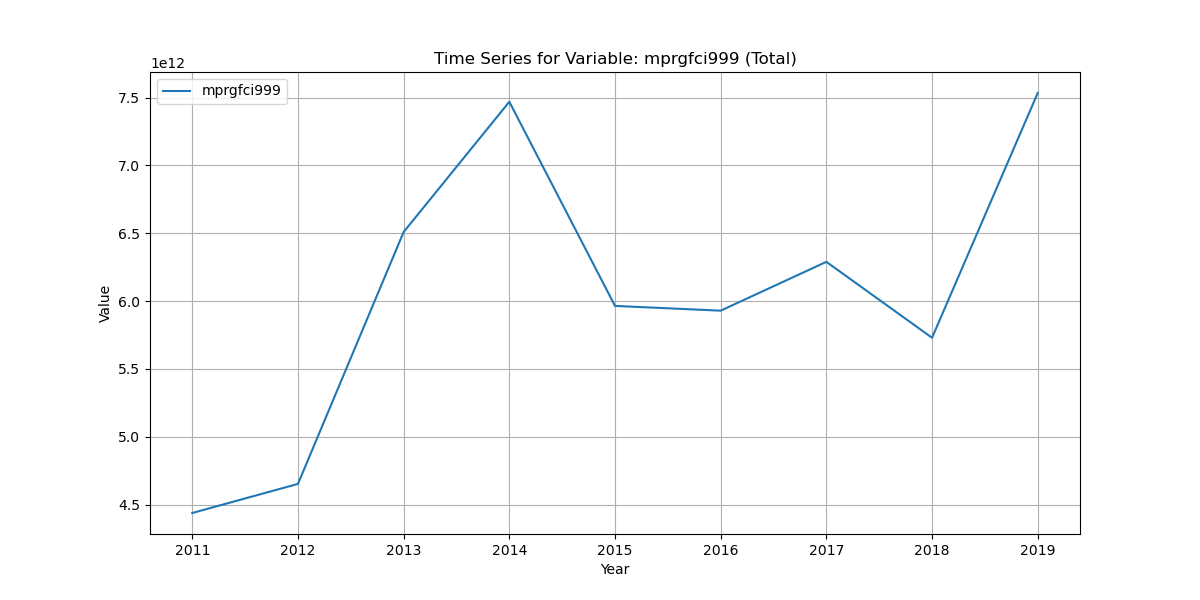 Time Series for Variable: mprgfci999 (Total)
1e12
mprgfci999
7.5
7.0
6.5
6.0
5.5
5.0
4.5
Value
2011 2012 2013 2014 2015 2016 2017 2018 2019
Year